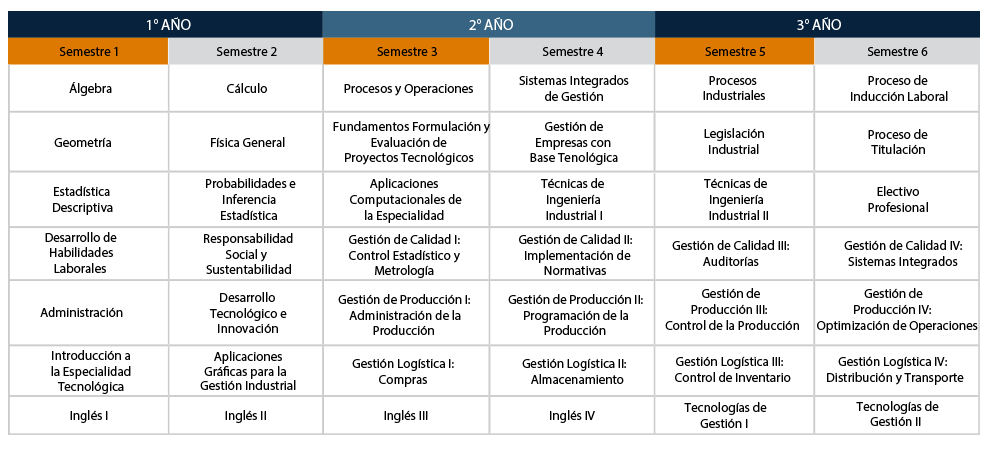 1° AÑO
2° AÑO
3° AÑO
Semestre 1
Semestre 2
Semestre 3
Semestre 4
Semestre 5
Semestre 6
Álgebra
Cálculo
Procesos y Operaciones
Sistemas Integrados
de Gestión
Procesos
Industriales
Proceso de
Inducción Laboral
Geometría
Física General
Fundamentos Formulación y
Evaluación de
Proyectos Tecnológicos
Gestión de
Empresas con
Base Tenológica
Legislación
Industrial
Proceso de
Titulación
Estadística
Descriptiva
Probabilidades e
Inferencia
Estadística
Aplicaciones
Computacionales de
la Especialidad
Técnicas de
Ingeniería
Industrial I
Técnicas de
Ingeniería
Industrial II
Electivo
Profesional
Desarrollo de
Habilidades
Laborales
Responsabilidad
Social y
Sustentabilidad
Gestión de Calidad I:
Control Estadístico y
Metrología
Gestión de Calidad II:
Implementación de
Normativas
Gestión de Calidad III:
Auditorías
Gestión de Calidad IV:
Sistemas Integrados
Administración
Desarrollo
Tecnológico e
Innovación
Gestión de Producción I:
Administración de la
Producción
Gestión de Producción II:
Programación de la
Producción
Gestión de
Producción III:
Control de la Producción
Gestión de
Producción IV:
Optimización de Operaciones
Introducción a
la Especialidad
Tecnológica
Aplicaciones
Gráficas para la
Gestión Industrial
Gestión Logística I:
Compras
Gestión Logística II:
Almacenamiento
Gestión Logística III:
Control de Inventario
Gestión Logística IV:
Distribución y Transporte
Inglés I
Inglés II
Inglés III
Inglés IV
Tecnologías de
Gestión I
Tecnologías de
Gestión II